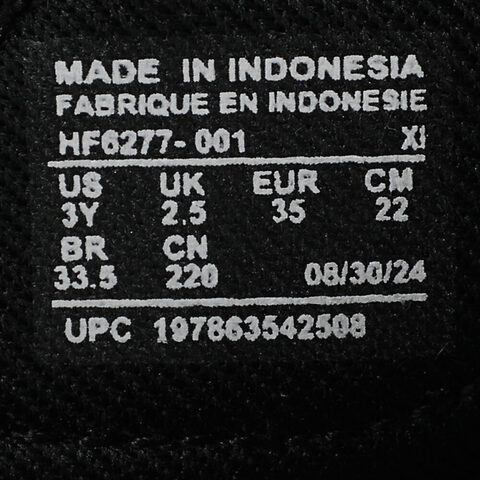 MADE IN INDONESIA
FABRIQUE EN INDONESIE
HF6277-001 XI
US UK EUR CM
3Y 2.5 35 22
BR CN
33.5 220 08/30/24
UPC 197863542508